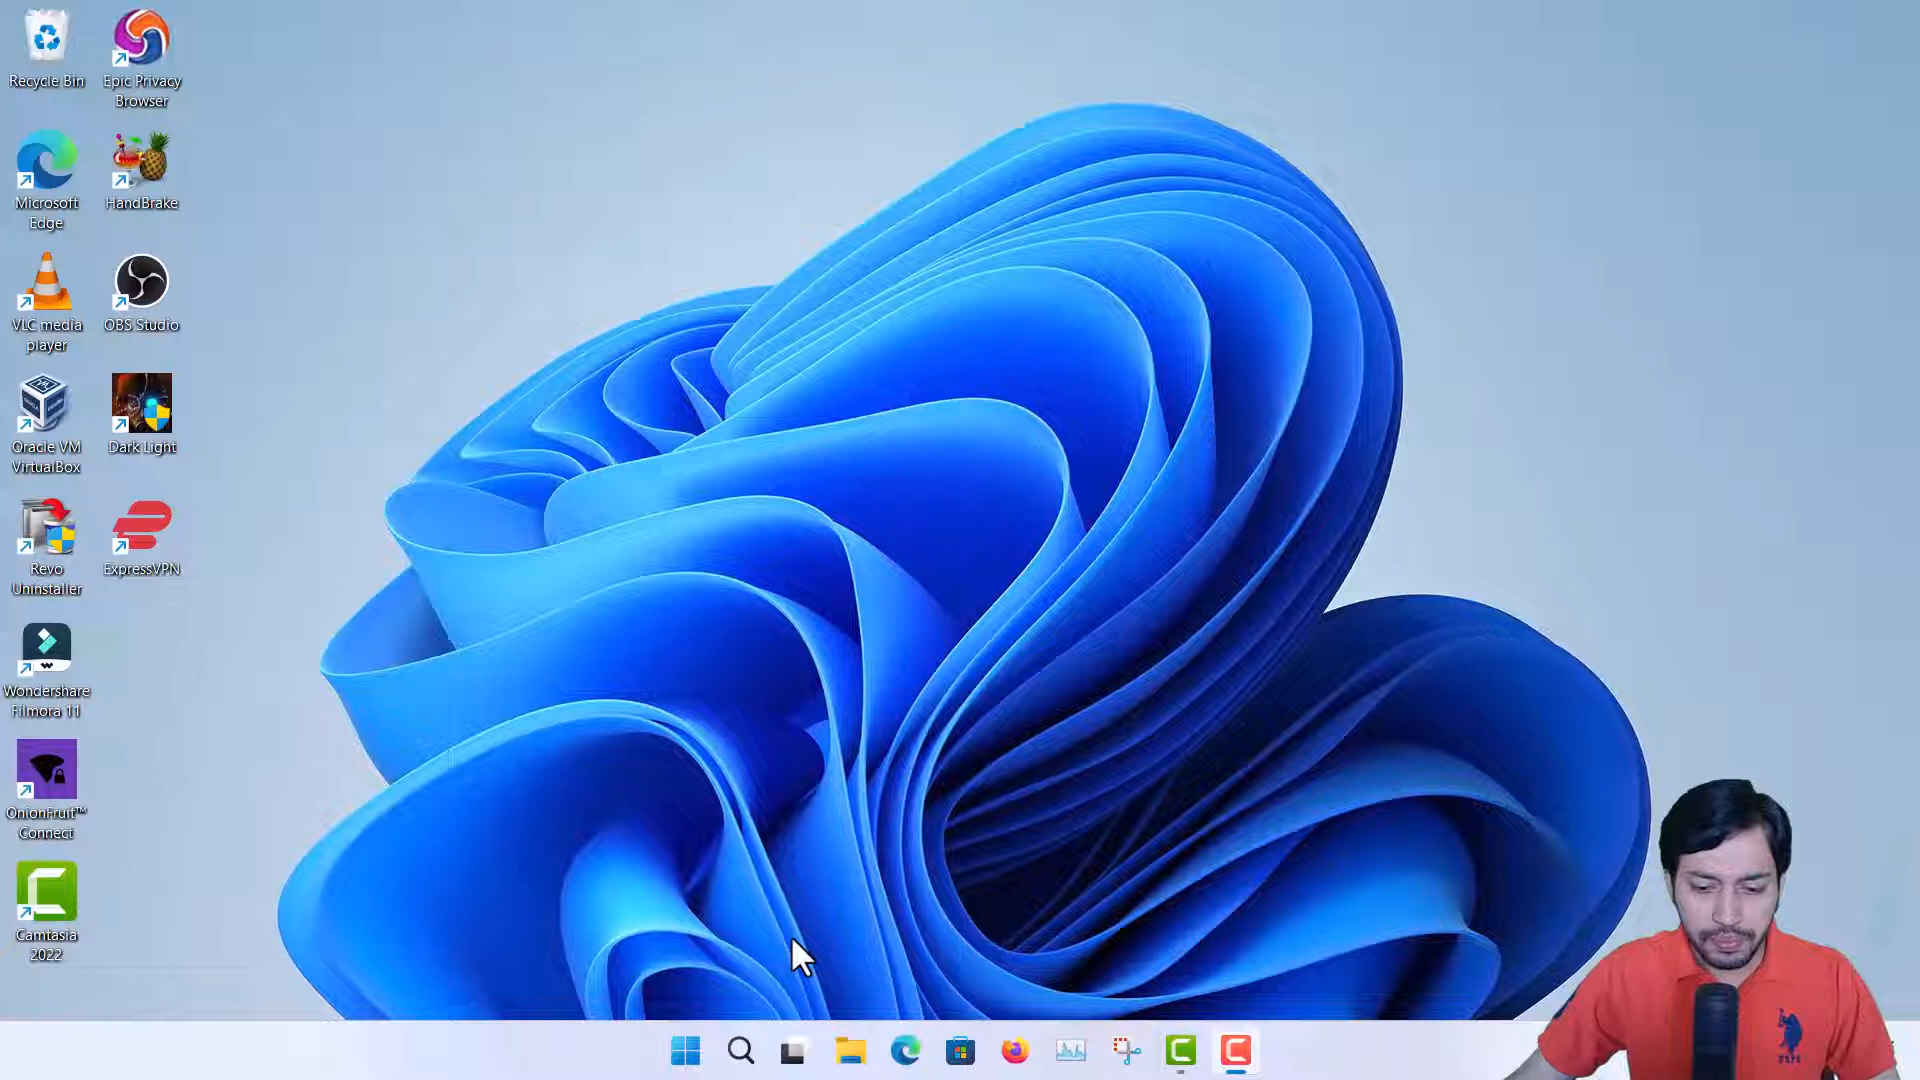 Recycle Bin
Epic Privacy
Browser
Microsoft
Edge
HandBrake
VLC media
player
OBS Studio
Oracle VM
VirtualBox
Dark Light
Revo
Uninstaller
ExpressVPN
Wondershare
Filmora 11
OnionFruit™
Connect
Camtasia
2022